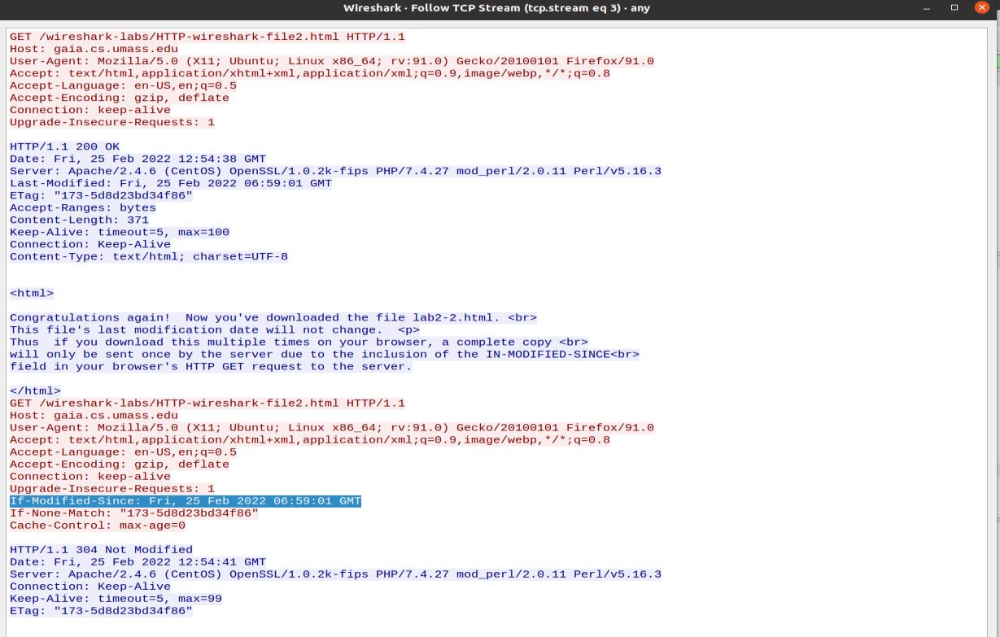 Wireshark · Follow TCP Stream (tcp.stream eq 3) · any
GET /wireshark-labs/HTTP-wireshark-file2.html HTTP/1.1
Host: gaia.cs.umass.edu
User-Agent: Mozilla/5.0 (X11; Ubuntu; Linux x86_64; rv:91.0) Gecko/20100101 Firefox/91.0
Accept: text/html,application/xhtml+xml,application/xml;q=0.9,image/webp,*/*;q=0.8
Accept-Language: en-US,en;q=0.5
Accept-Encoding: gzip, deflate
Connection: keep-alive
Upgrade-Insecure-Requests: 1
HTTP/1.1 200 OK
Date: Fri, 25 Feb 2022 12:54:38 GMT
Server: Apache/2.4.6 (CentOS) OpenSSL/1.0.2k-fips PHP/7.4.27 mod_perl/2.0.11 Perl/v5.16.3
Last-Modified: Fri, 25 Feb 2022 06:59:01 GMT
ETag: "173-5d8d23bd34f86"
Accept-Ranges: bytes
Content-Length: 371
Keep-Alive: timeout=5, max=100
Connection: Keep-Alive
Content-Type: text/html; charset=UTF-8
<html>
Congratulations again!  Now you've downloaded the file lab2-2.html. <br>
This file's last modification date will not change.  <p>
Thus  if you download this multiple times on your browser, a complete copy <br>
will only be sent once by the server due to the inclusion of the IN-MODIFIED-SINCE<br>
field in your browser's HTTP GET request to the server.
</html>
GET /wireshark-labs/HTTP-wireshark-file2.html HTTP/1.1
Host: gaia.cs.umass.edu
User-Agent: Mozilla/5.0 (X11; Ubuntu; Linux x86_64; rv:91.0) Gecko/20100101 Firefox/91.0
Accept: text/html,application/xhtml+xml,application/xml;q=0.9,image/webp,*/*;q=0.8
Accept-Language: en-US,en;q=0.5
Accept-Encoding: gzip, deflate
Connection: keep-alive
Upgrade-Insecure-Requests: 1
If-Modified-Since: Fri, 25 Feb 2022 06:59:01 GMT
If-None-Match: "173-5d8d23bd34f86"
Cache-Control: max-age=0
HTTP/1.1 304 Not Modified
Date: Fri, 25 Feb 2022 12:54:41 GMT
Server: Apache/2.4.6 (CentOS) OpenSSL/1.0.2k-fips PHP/7.4.27 mod_perl/2.0.11 Perl/v5.16.3
Connection: Keep-Alive
Keep-Alive: timeout=5, max=99
ETag: "173-5d8d23bd34f86"